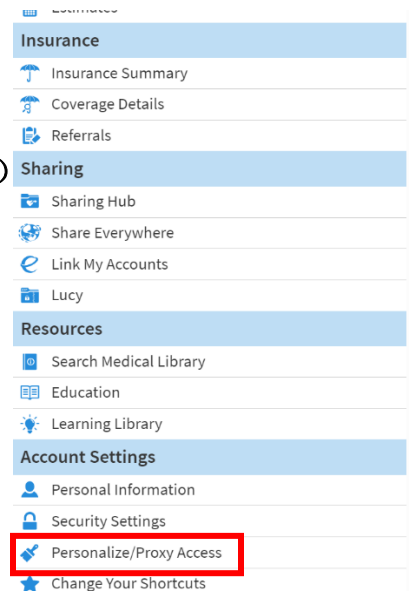 Estimates
Insurance
Insurance Summary
Coverage Details
Referrals
Sharing
Sharing Hub
Share Everywhere
Link My Accounts
Lucy
Resources
Search Medical Library
Education
Learning Library
Account Settings
Personal Information
Security Settings
Personalize/Proxy Access
Change Your Shortcuts